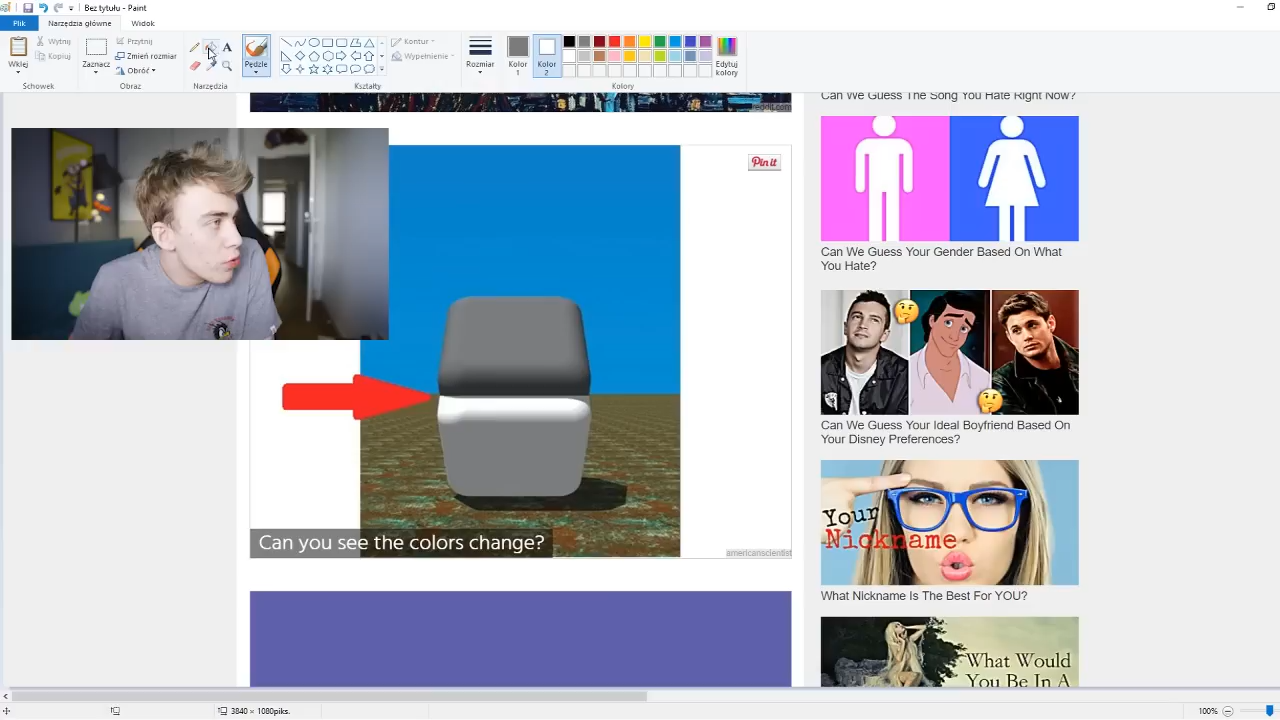 Bez tytułu - Paint
Plik
Narzędzia główne
Widok
Wklej
Wytnij
Kopiuj
Schowek
Zaznacz
Przytnij
Zmień rozmiar
Obróć
Obraz
A
Narzędzia
Pędzle
Kontur
Wypełnienie
Kształty
Rozmiar
Kolor
1
Kolor
2
Edytuj
kolory
Kolory
reddit.com
Can We Guess The Song You Hate Right Now?
Pin it
Can We Guess Your Gender Based On What
You Hate?
Can We Guess Your Ideal Boyfriend Based On
Your Disney Preferences?
Can you see the colors change?
americanscientist
Your
Nickname
What Nickname Is The Best For YOU?
What Would
You Be In A
3840 × 1080piks.
100%